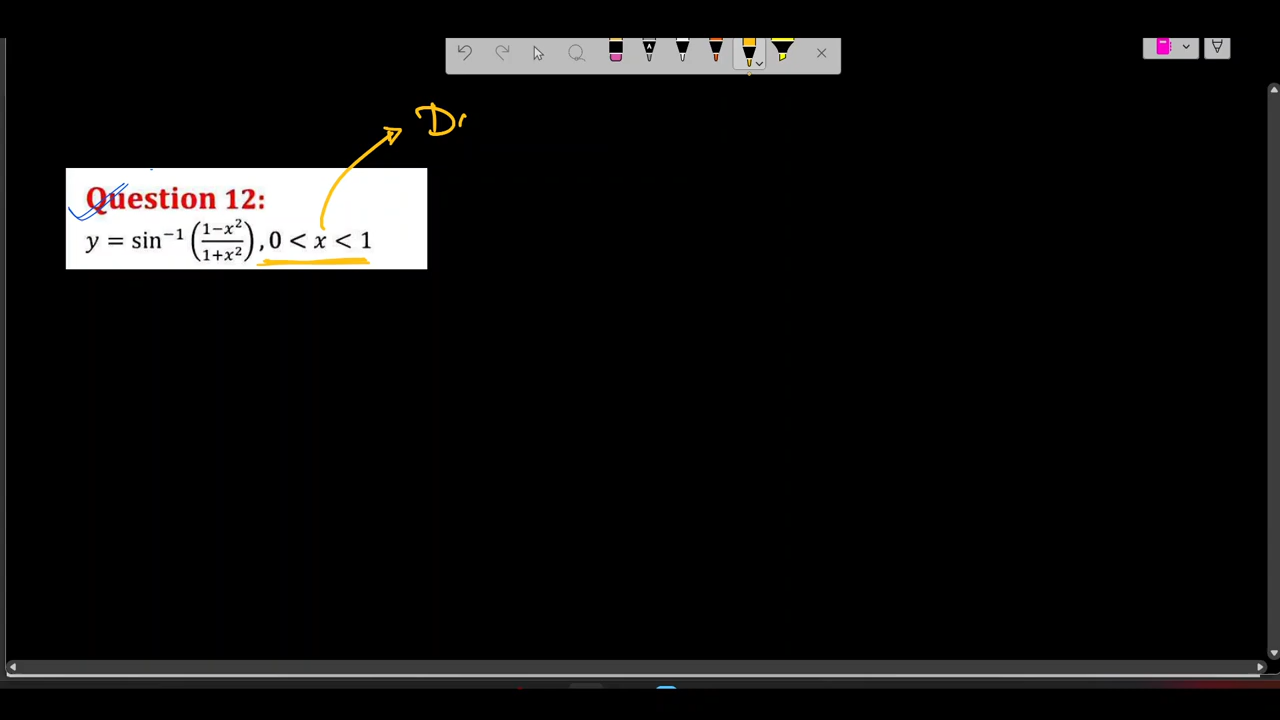 Question 12:
y = sin⁻¹ ((1−x²)/(1+x²)) , 0 < x < 1